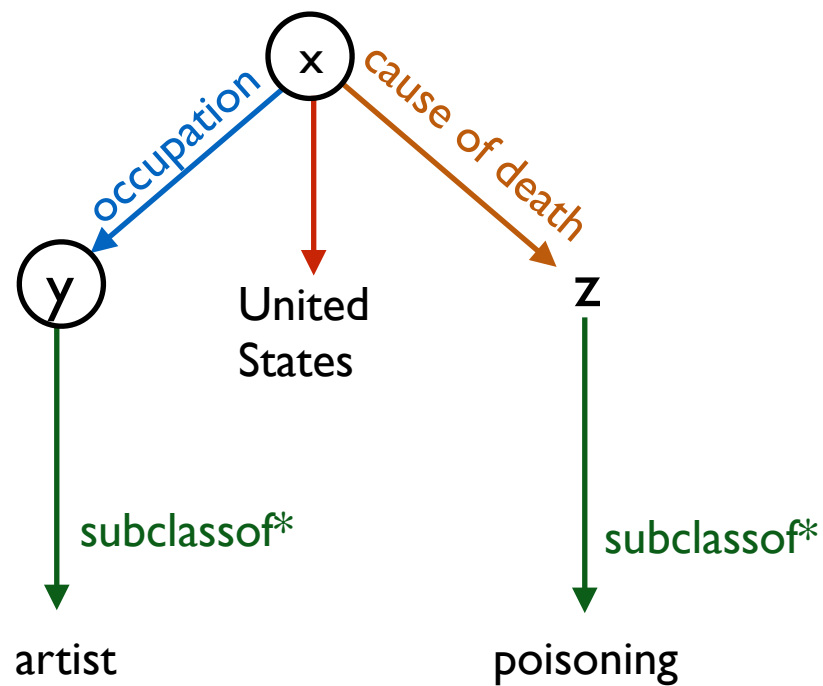 x
occupation
cause of death
y
United
States
z
subclassof*
subclassof*
artist
poisoning